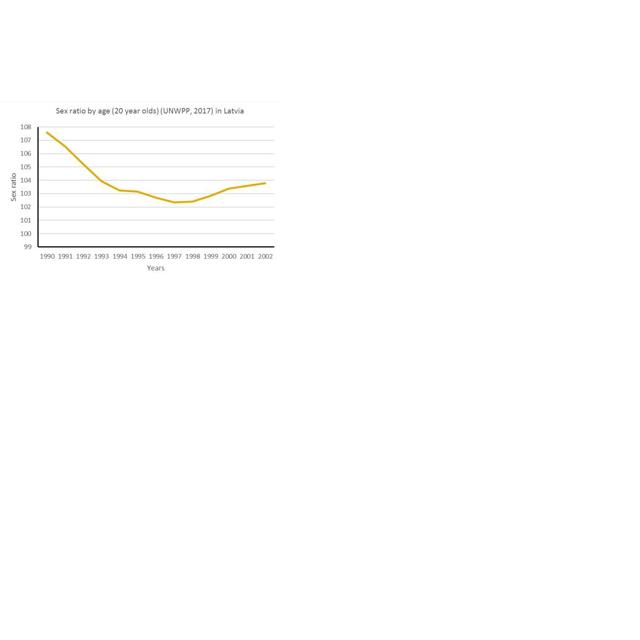 Sex ratio by age (20 year olds) (UNWPP, 2017) in Latvia
108
107
106
105
104
103
102
101
100
99
Sex ratio
1990 1991 1992 1993 1994 1995 1996 1997 1998 1999 2000 2001 2002
Years